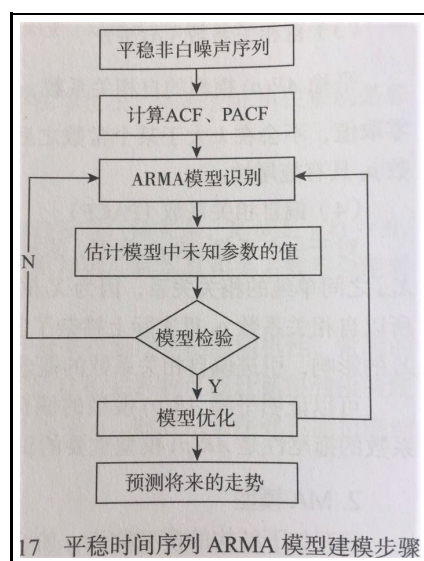 平稳非白噪声序列
计算ACF、PACF
ARMA模型识别
估计模型中未知参数的值
N
模型检验
Y
模型优化
预测将来的走势
17 平稳时间序列 ARMA 模型建模步骤